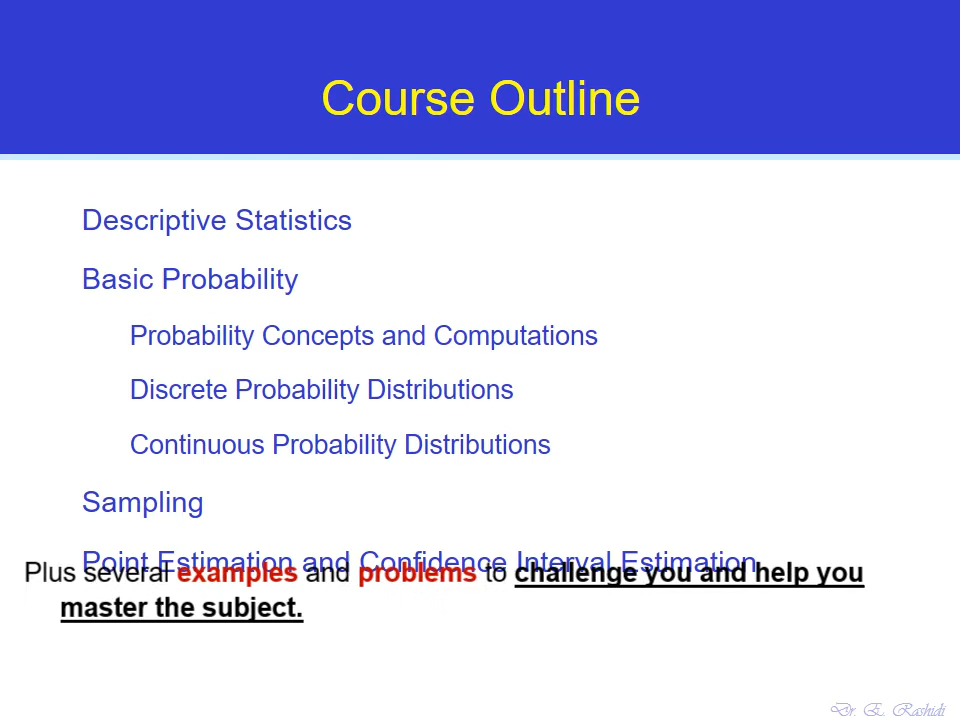 Course Outline
Descriptive Statistics
Basic Probability
Probability Concepts and Computations
Discrete Probability Distributions
Continuous Probability Distributions
Sampling
Point Estimation and Confidence Interval Estimation
Plus several examples and problems to challenge you and help you
master the subject.
Dr. E. Rashidi